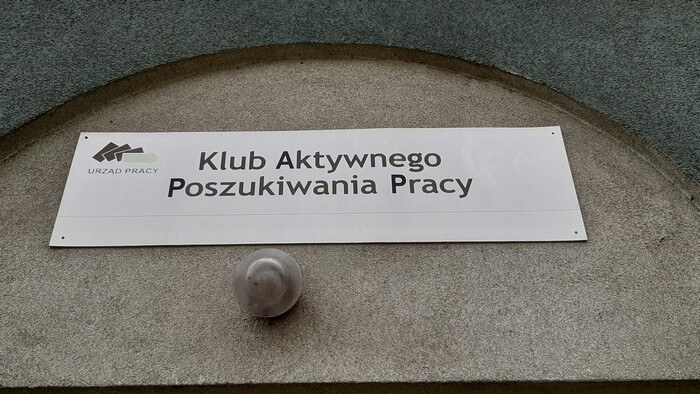 URZĄD PRACY
Klub Aktywnego
Poszukiwania Pracy